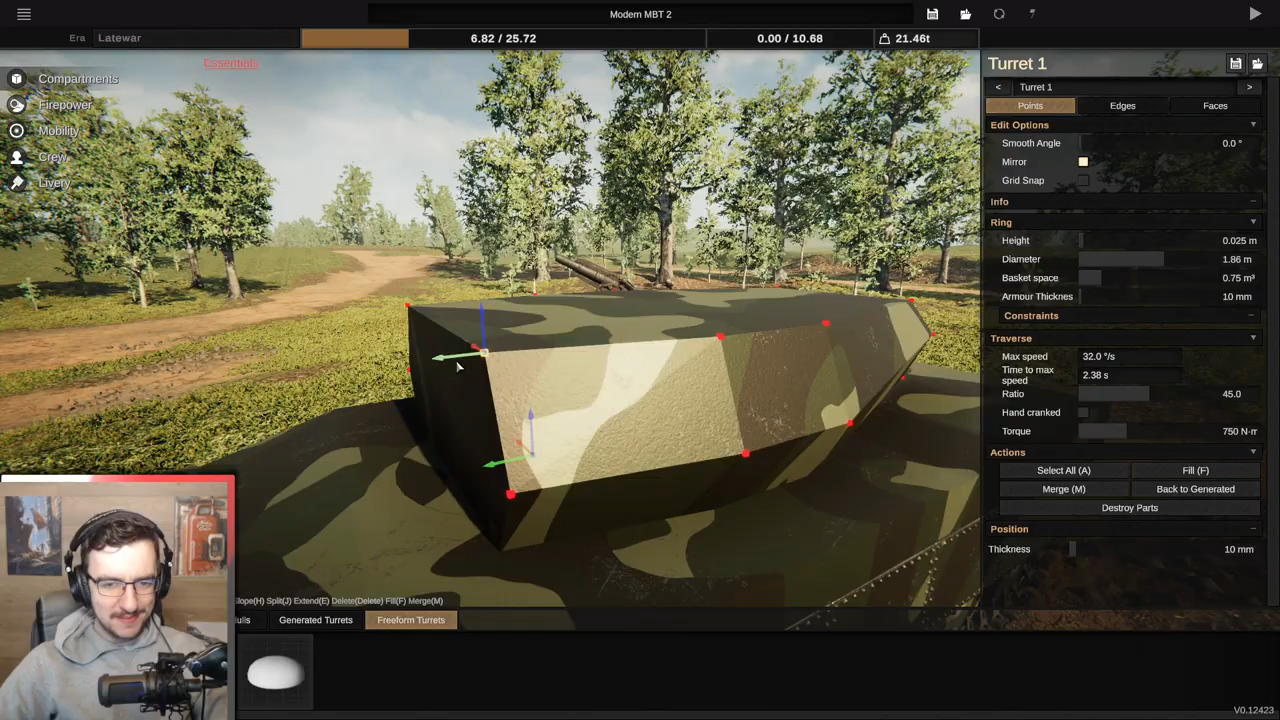 Modern MBT 2
Era Latewar 6.82 / 25.72 0.00 / 10.68 21.46t
Essentials
Compartments
Firepower
Mobility
Crew
Livery
Turret 1
< Turret 1 >
Points Edges Faces
Edit Options
Smooth Angle 0.0 °
Mirror
Grid Snap
Info
Ring
Height 0.025 m
Diameter 1.86 m
Basket space 0.75 m³
Armour Thicknes 10 mm
Constraints
Traverse
Max speed 32.0 °/s
Time to max speed 2.38 s
Ratio 45.0
Hand cranked
Torque 750 N·m
Actions
Select All (A) Fill (F)
Merge (M) Back to Generated
Destroy Parts
Position
Thickness 10 mm
Slope(H) Split(J) Extend(E) Delete(Delete) Fill(F) Merge(M)
Generated Turrets Freeform Turrets
V0.12423